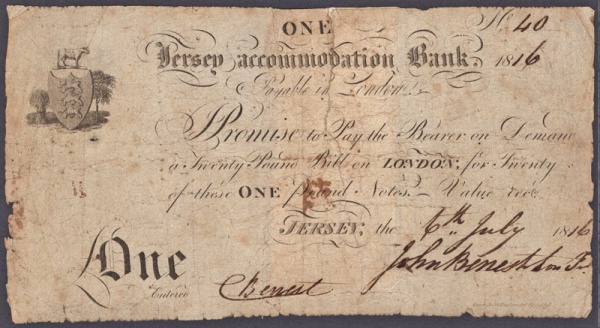 ONE
No. 40
Jersey accommodation Bank. 1816
Payable in London
I Promise to Pay the Bearer on Demand
a Twenty Pound Bill on LONDON, for Twenty
of these ONE Pound Notes. Value recd.
JERSEY, the 6th July 1816
One
John Benest
Entered
Benest